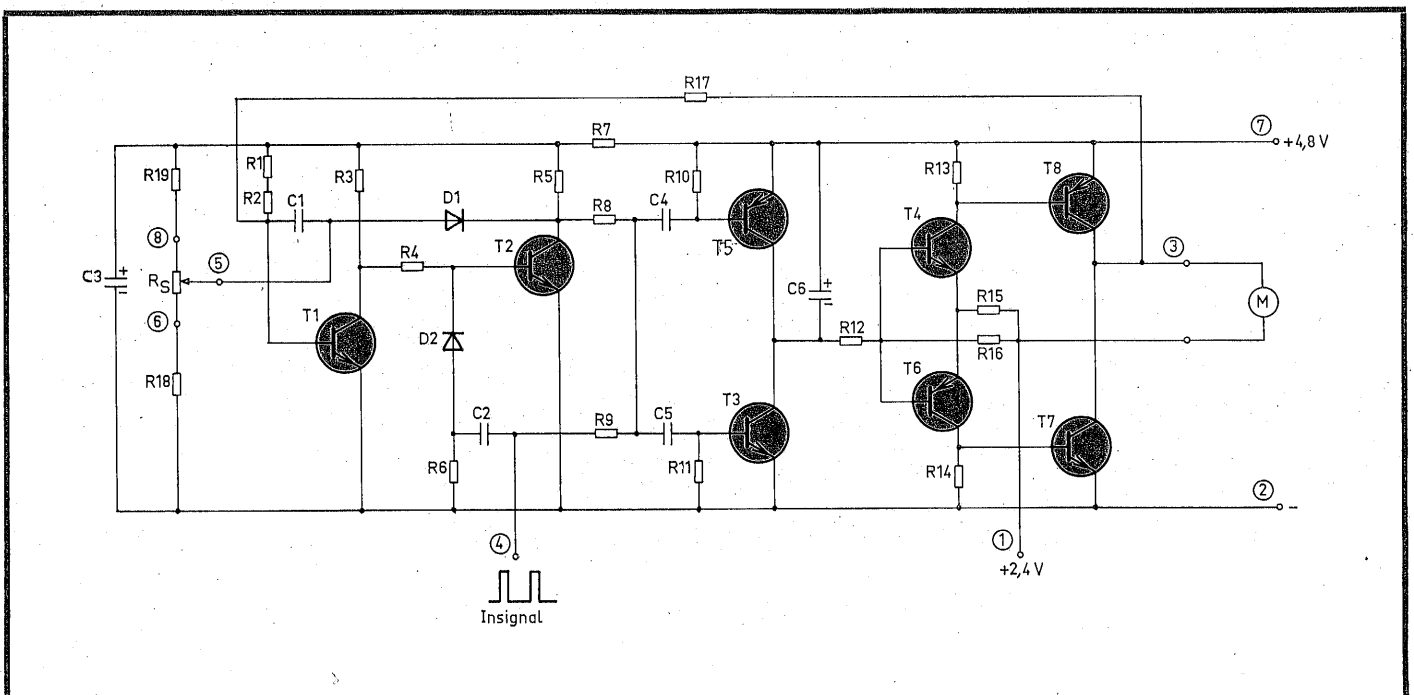 R17
7
+4,8 V
R7
R1
R19
R3
R5
R10
R13
T8
R2
C1
D1
R8
C4
T4
8
T2
T5
3
5
R4
C3
+
-
RS
C6
+
-
R15
M
6
T1
D2
R12
R16
T6
R18
C2
R9
C5
T3
T7
R6
R11
R14
2
-
4
1
+2,4 V
Insignal